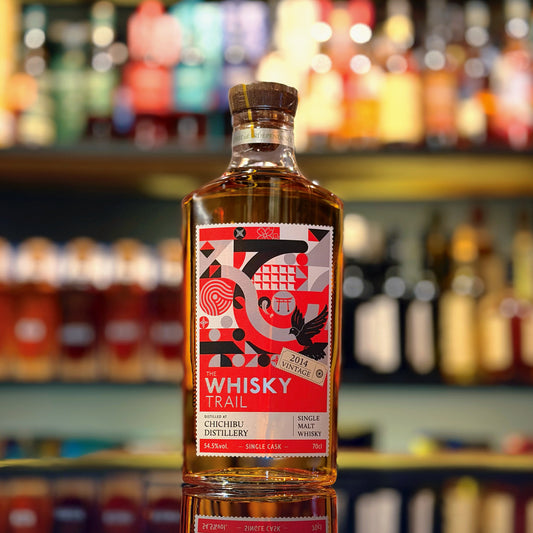 2014
VINTAGE
THE
WHISKY
TRAIL
DISTILLED AT
CHICHIBU
DISTILLERY
SINGLE
MALT
WHISKY
54.5%vol.
— SINGLE CASK —
70cl